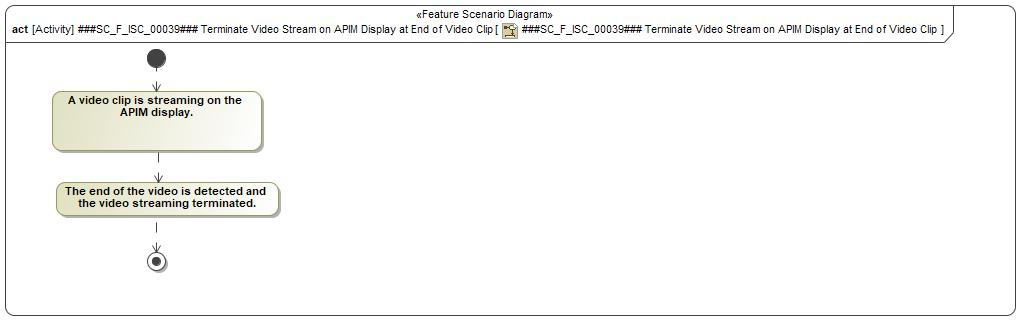 «Feature Scenario Diagram»
act [Activity] ###SC_F_ISC_00039### Terminate Video Stream on APIM Display at End of Video Clip [ ###SC_F_ISC_00039### Terminate Video Stream on APIM Display at End of Video Clip ]
A video clip is streaming on the
APIM display.
The end of the video is detected and
the video streaming terminated.